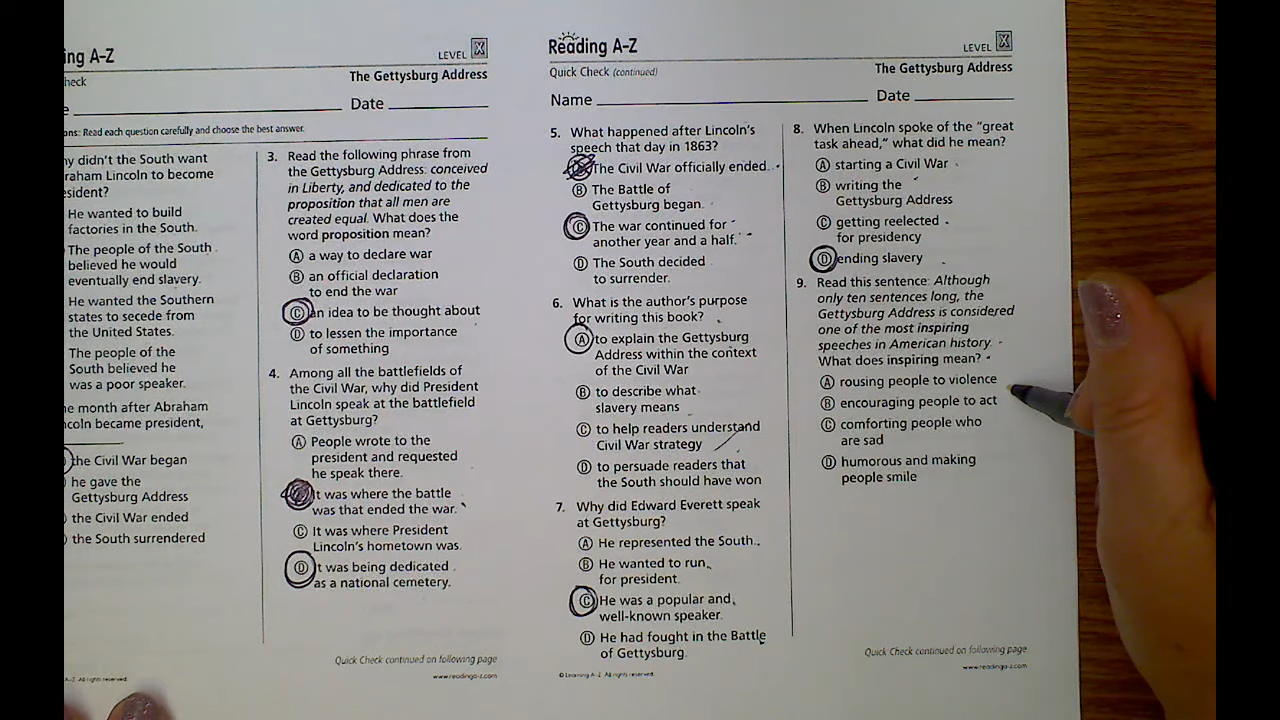 ing A-Z
LEVEL X
heck
The Gettysburg Address
e Date
ons: Read each question carefully and choose the best answer.
hy didn't the South want
raham Lincoln to become
esident?
He wanted to build
factories in the South.
The people of the South
believed he would
eventually end slavery.
He wanted the Southern
states to secede from
the United States.
The people of the
South believed he
was a poor speaker.
ne month after Abraham
ncoln became president,
the Civil War began
he gave the
Gettysburg Address
the Civil War ended
the South surrendered
3. Read the following phrase from
the Gettysburg Address: conceived
in Liberty, and dedicated to the
proposition that all men are
created equal. What does the
word proposition mean?
A a way to declare war
B an official declaration
to end the war
C an idea to be thought about
D to lessen the importance
of something
4. Among all the battlefields of
the Civil War, why did President
Lincoln speak at the battlefield
at Gettysburg?
A People wrote to the
president and requested
he speak there.
It was where the battle
was that ended the war.
C It was where President
Lincoln's hometown was.
D It was being dedicated
as a national cemetery.
Quick Check continued on following page
A-Z All rights reserved.
www.readinga-z.com
Reading A-Z
LEVEL X
Quick Check (continued)
The Gettysburg Address
Name Date
5. What happened after Lincoln's
speech that day in 1863?
The Civil War officially ended.
B The Battle of
Gettysburg began.
C The war continued for
another year and a half.
D The South decided
to surrender.
6. What is the author's purpose
for writing this book?
A to explain the Gettysburg
Address within the context
of the Civil War
B to describe what
slavery means
C to help readers understand
Civil War strategy
D to persuade readers that
the South should have won
7. Why did Edward Everett speak
at Gettysburg?
A He represented the South.
B He wanted to run
for president.
C He was a popular and
well-known speaker.
D He had fought in the Battle
of Gettysburg.
8. When Lincoln spoke of the "great
task ahead," what did he mean?
A starting a Civil War
B writing the
Gettysburg Address
C getting reelected
for presidency
D ending slavery
9. Read this sentence: Although
only ten sentences long, the
Gettysburg Address is considered
one of the most inspiring
speeches in American history.
What does inspiring mean?
A rousing people to violence
B encouraging people to act
C comforting people who
are sad
D humorous and making
people smile
Quick Check continued on following page
© Learning A-Z All rights reserved.
www.readinga-z.com